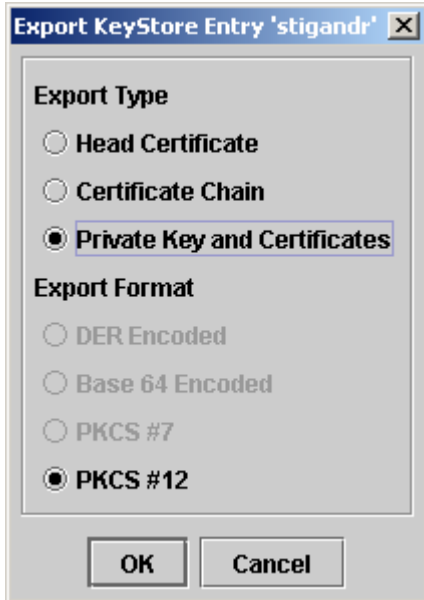 Export KeyStore Entry 'stigandr'
Export Type
Head Certificate
Certificate Chain
Private Key and Certificates
Export Format
DER Encoded
Base 64 Encoded
PKCS #7
PKCS #12
OK Cancel